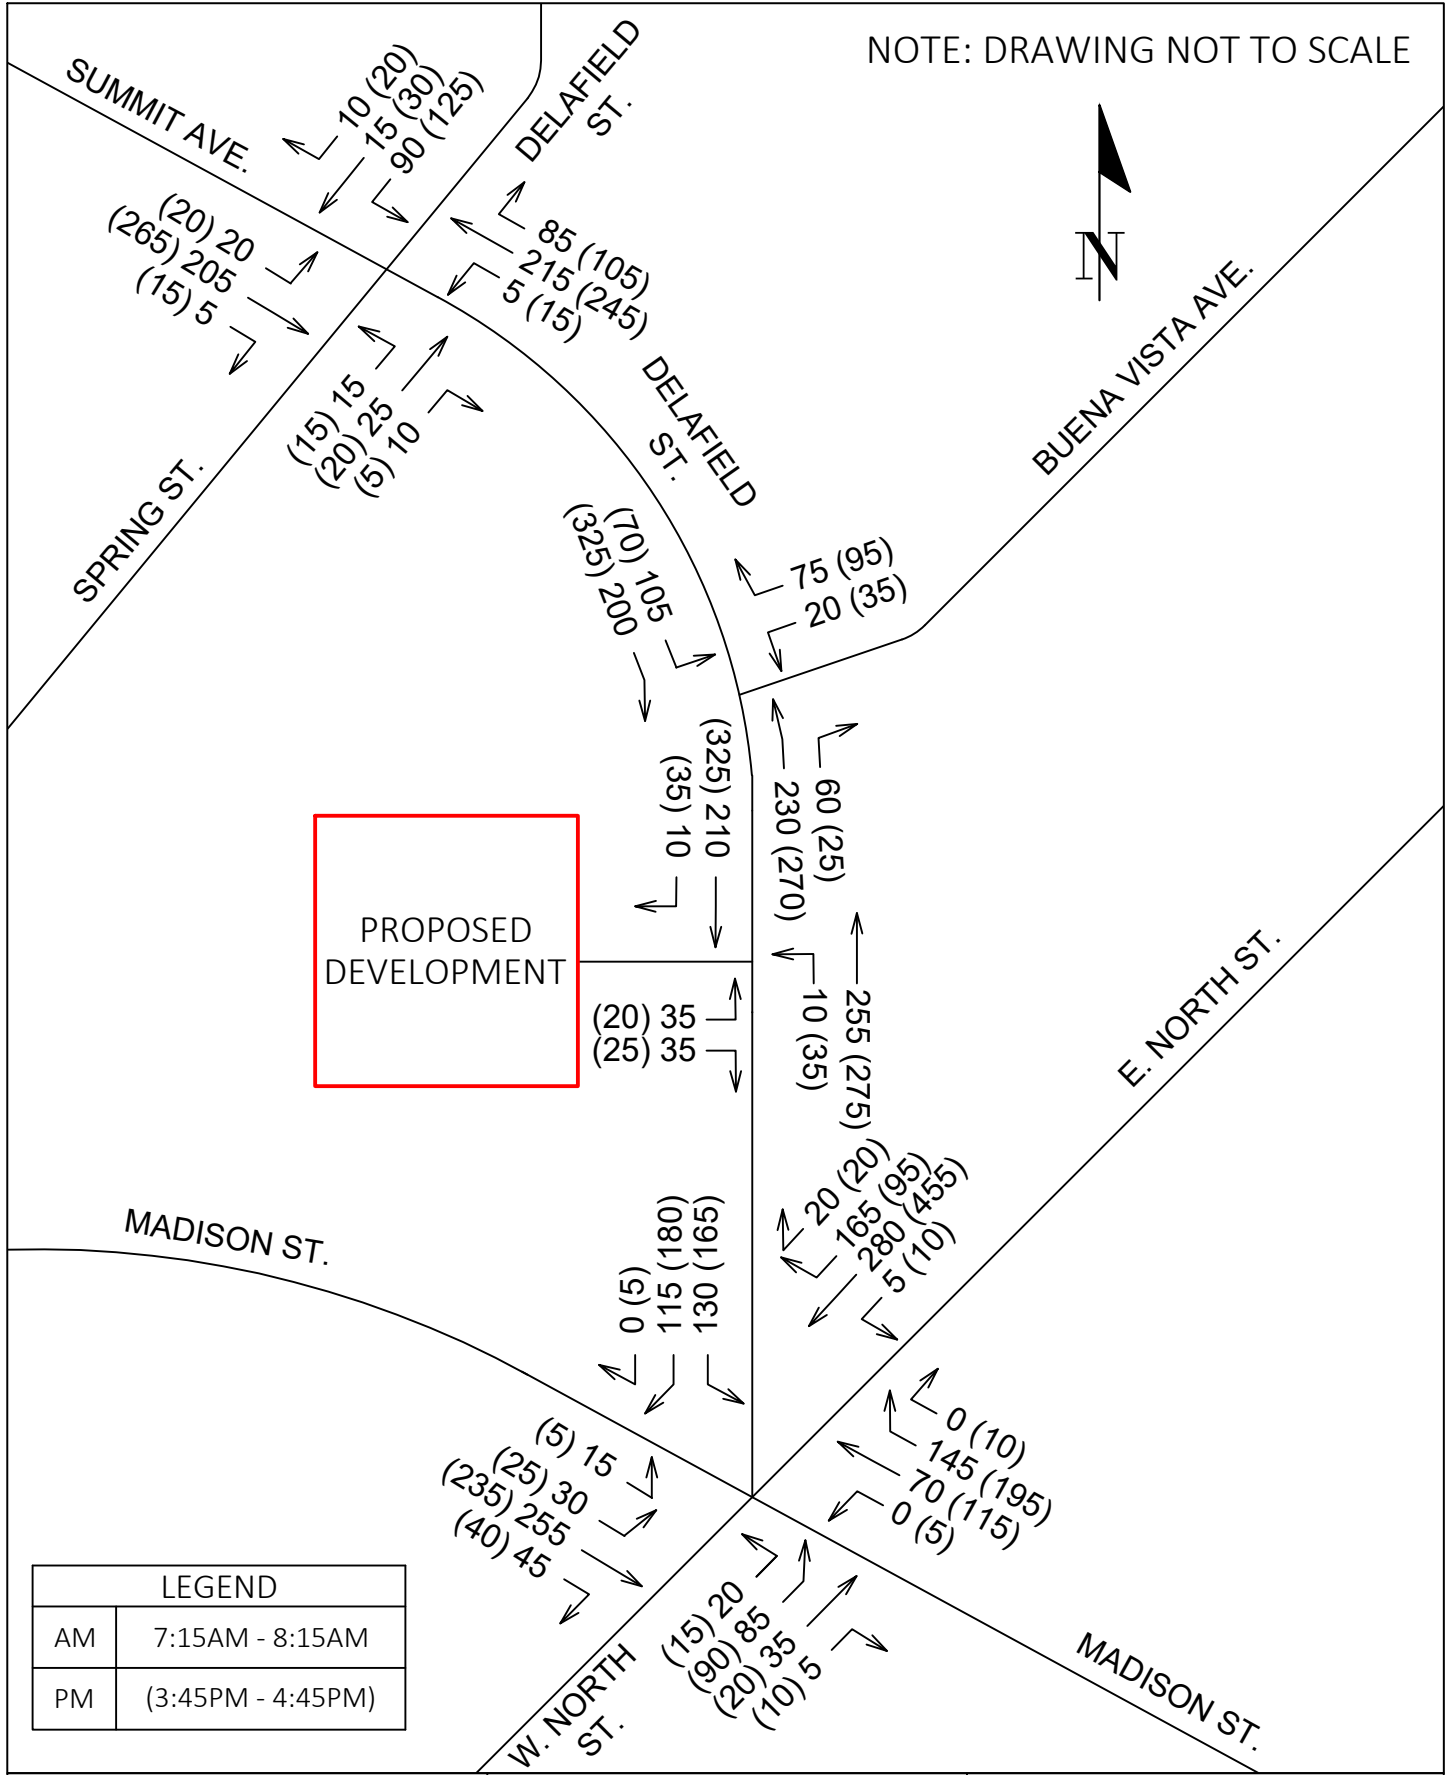 NOTE: DRAWING NOT TO SCALE
N
SUMMIT AVE.
10 (20)
15 (30)
90 (125)
DELAFIELD
ST.
(20) 20
(265) 205
(15) 5
85 (105)
215 (245)
5 (15)
(15) 15
(20) 25
(5) 10
SPRING ST.
DELAFIELD
ST.
BUENA VISTA AVE.
(70) 105
(325) 200
75 (95)
20 (35)
(325) 210
(35) 10
60 (25)
230 (270)
PROPOSED
DEVELOPMENT
(20) 35
(25) 35
255 (275)
10 (35)
E. NORTH ST.
MADISON ST.
0 (5)
115 (180)
130 (165)
20 (20)
165 (95)
280 (455)
5 (10)
(5) 15
(25) 30
(235) 255
(40) 45
0 (10)
145 (195)
70 (115)
0 (5)
(15) 20
(90) 85
(20) 35
(10) 5
W. NORTH
ST.
MADISON ST.
LEGEND
AM 7:15AM - 8:15AM
PM (3:45PM - 4:45PM)